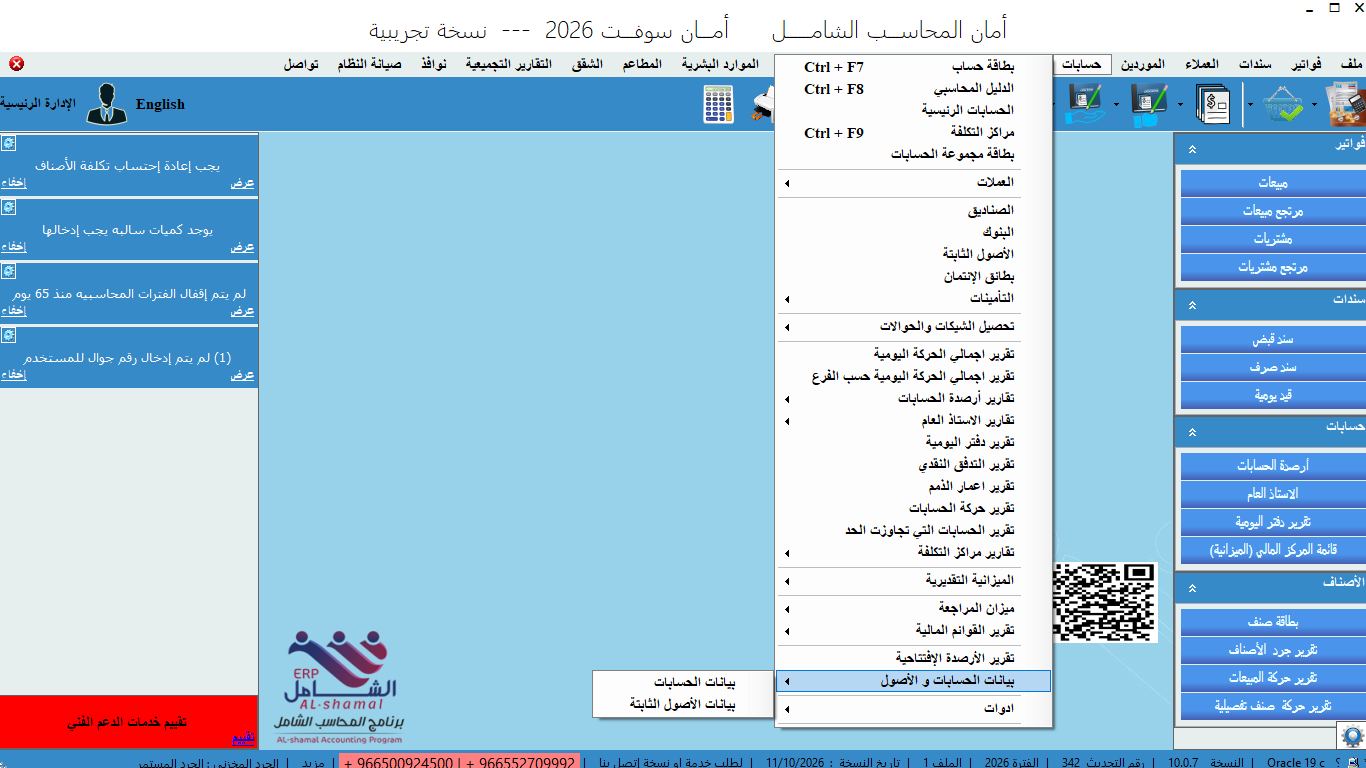 أمان المحاسب الشامل أمان سوفت 2026 --- نسخة تجريبية
ملف فواتير سندات العملاء الموردين حسابات الموارد البشرية المطاعم الشقق التقارير التجميعية نوافذ صيانة النظام تواصل
English
الإدارة الرئيسية
بطاقة حساب Ctrl + F7
الدليل المحاسبي Ctrl + F8
الحسابات الرئيسية
مراكز التكلفة Ctrl + F9
بطاقة مجموعة الحسابات
العملات
الصناديق
البنوك
الأصول الثابتة
بطائق الإئتمان
التأمينات
تحصيل الشيكات والحوالات
تقرير اجمالي الحركة اليومية
تقرير اجمالي الحركة اليومية حسب الفرع
تقارير أرصدة الحسابات
تقارير الاستاذ العام
تقرير دفتر اليومية
تقرير التدفق النقدي
تقرير اعمار الذمم
تقرير حركة الحسابات
تقرير الحسابات التي تجاوزت الحد
تقارير مراكز التكلفة
الميزانية التقديرية
ميزان المراجعة
تقرير القوائم المالية
تقرير الأرصدة الإفتتاحية
بيانات الحسابات و الأصول
ادوات
بيانات الحسابات
بيانات الأصول الثابتة
فواتير
مبيعات
مرتجع مبيعات
مشتريات
مرتجع مشتريات
سندات
سند قبض
سند صرف
قيد يومية
حسابات
أرصدة الحسابات
الاستاذ العام
تقرير دفتر اليومية
قائمة المركز المالي (الميزانية)
الأصناف
بطاقة صنف
تقرير جرد الأصناف
تقرير حركة المبيعات
تقرير حركة صنف تفصيلية
يجب إعادة إحتساب تكلفة الأصناف
عرض إخفاء
يوجد كميات سالبه يجب إدخالها
عرض إخفاء
لم يتم إقفال الفترات المحاسبيه منذ 65 يوم
عرض إخفاء
(1) لم يتم إدخال رقم جوال للمستخدم
عرض إخفاء
ERP
الشامل
AL-shamal
برنامج المحاسب الشامل
AL-shamal Accounting Program
تقييم خدمات الدعم الفني
تقييم
؟ Oracle 19 c | النسخة 10.0.7 | رقم التحديث 342 | الفترة 2026 | الملف 1 | تاريخ النسخة : 11/10/2026 | لطلب خدمة او نسخة إتصل بنا | + 966500924500 | + 966552709992 | مزيد | الجرد المخزني : الجرد المستمر